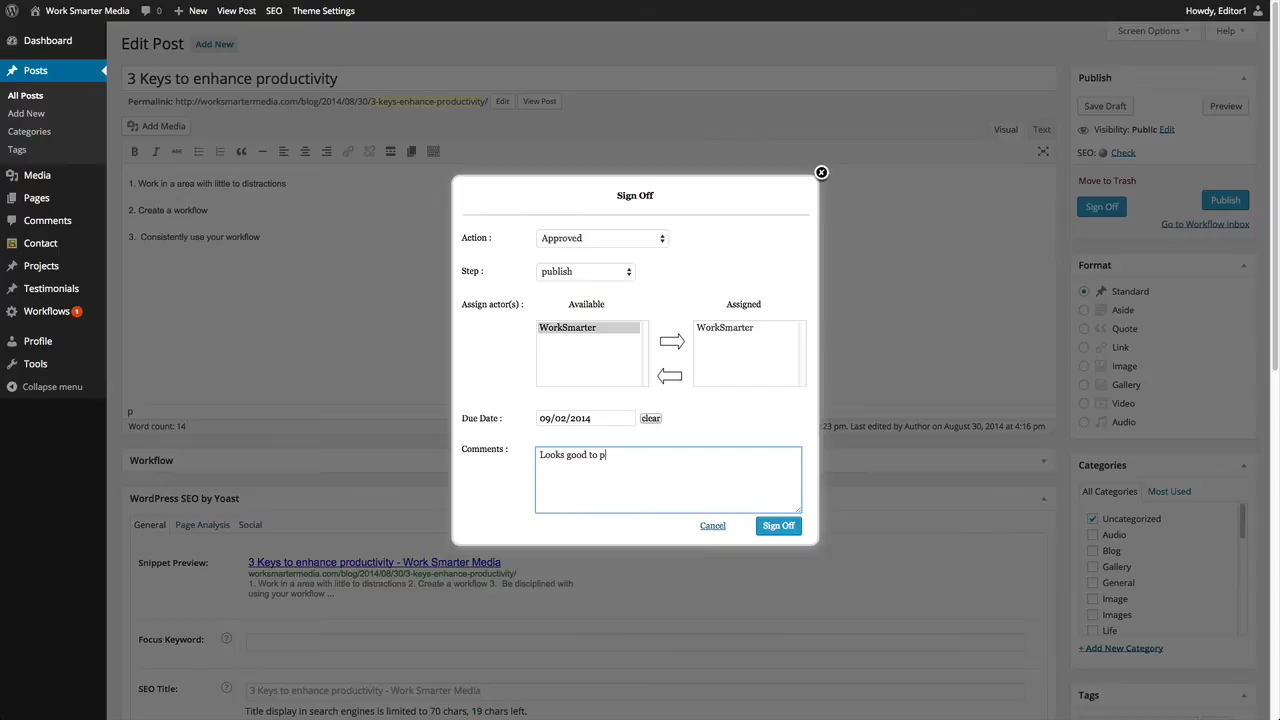 Work Smarter Media 0 + New View Post SEO Theme Settings Howdy, Editor1
Dashboard
Posts
All Posts
Add New
Categories
Tags
Media
Pages
Comments
Contact
Projects
Testimonials
Workflows 1
Profile
Tools
Collapse menu
Screen Options Help
Edit Post Add New
3 Keys to enhance productivity
Permalink: http://worksmartermedia.com/blog/2014/08/30/3-keys-enhance-productivity/ Edit View Post
Add Media Visual Text
B I ABC
1. Work in a area with little to distractions
2. Create a workflow
3. Consistently use your workflow
p
Word count: 14 :23 pm. Last edited by Author on August 30, 2014 at 4:16 pm
Workflow
WordPress SEO by Yoast
General Page Analysis Social
Snippet Preview: 3 Keys to enhance productivity - Work Smarter Media
worksmartermedia.com/blog/2014/08/30/3-keys-enhance-productivity/
1. Work in a area with little to distractions 2. Create a workflow 3. Be disciplined with
using your workflow ...
Focus Keyword: ?
SEO Title: ? 3 Keys to enhance productivity - Work Smarter Media
Title display in search engines is limited to 70 chars, 19 chars left.
Sign Off
Action : Approved
Step : publish
Assign actor(s) : Available Assigned
WorkSmarter WorkSmarter
Due Date : 09/02/2014 clear
Comments : Looks good to p
Cancel Sign Off
Publish
Save Draft Preview
Visibility: Public Edit
SEO: Check
Move to Trash
Sign Off Publish
Go to Workflow Inbox
Format
Standard
Aside
Quote
Link
Image
Gallery
Video
Audio
Categories
All Categories Most Used
Uncategorized
Audio
Blog
Gallery
General
Image
Images
Life
+ Add New Category
Tags